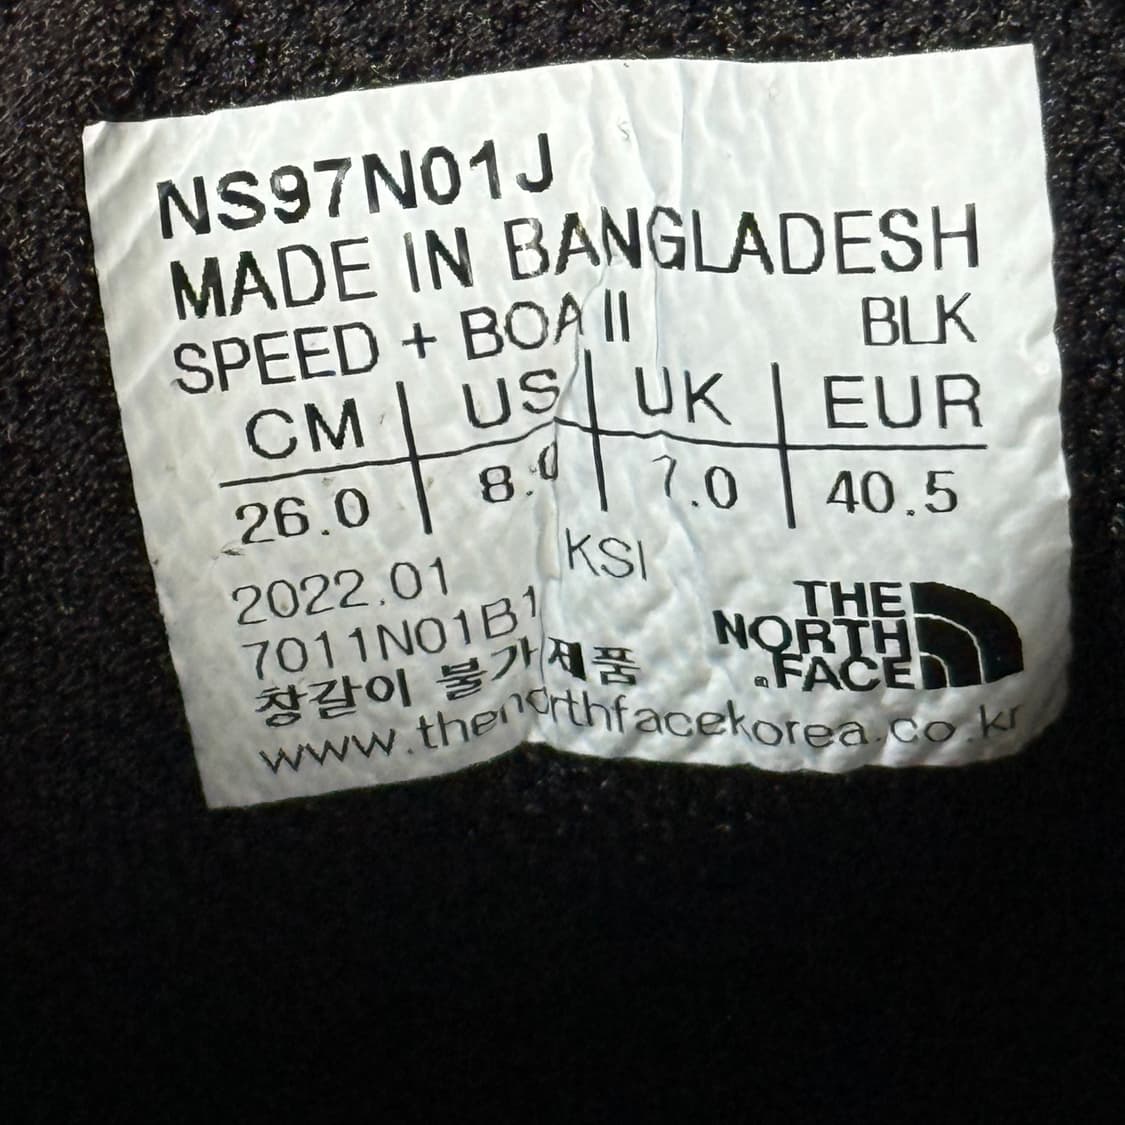 NS97N01J
MADE IN BANGLADESH
SPEED + BOA II BLK
CM US UK EUR
26.0 8.0 7.0 40.5
KSI
2022.01
7011N01B1
창갈이 불가제품
www.thenorthfacekorea.co.kr
THE
NORTH
FACE